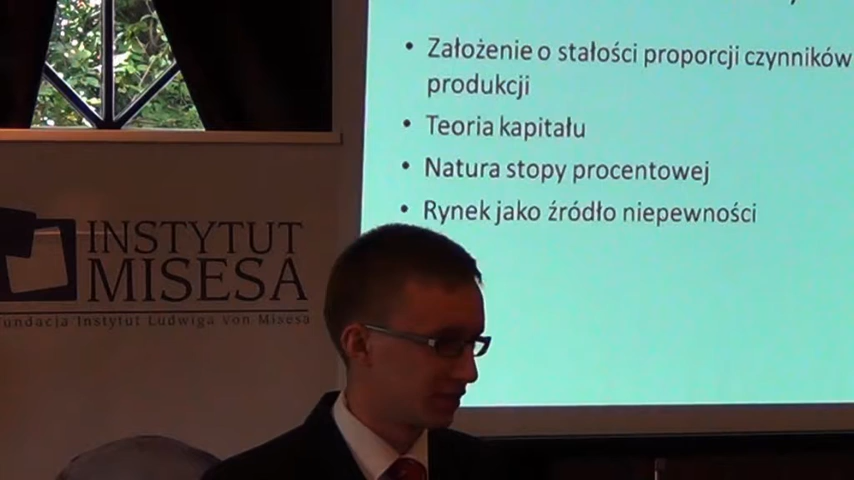 Założenie o stałości proporcji czynników
produkcji
Teoria kapitału
Natura stopy procentowej
Rynek jako źródło niepewności
INSTYTUT
MISESA
Fundacja Instytut Ludwiga von Misesa